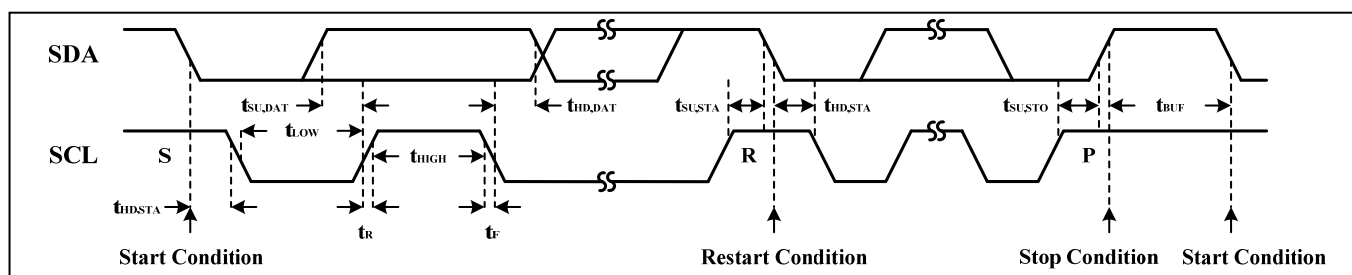 SDA
tSU,DAT
tHD,DAT
tSU,STA
tHD,STA
tSU,STO
tBUF
tLOW
SCL
S
tHIGH
R
P
tHD,STA
tR
tF
Start Condition
Restart Condition
Stop Condition
Start Condition